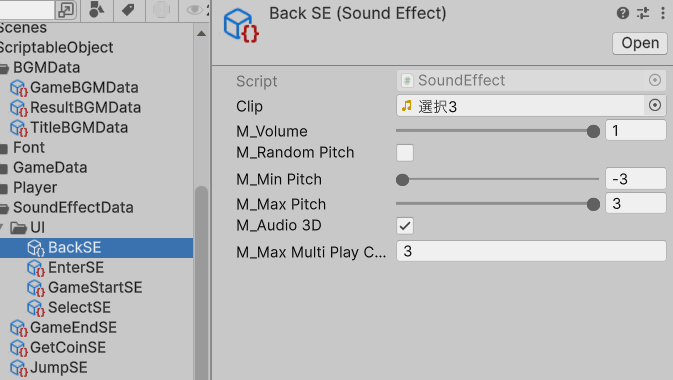 Scenes
ScriptableObject
BGMData
GameBGMData
ResultBGMData
TitleBGMData
Font
GameData
Player
SoundEffectData
UI
BackSE
EnterSE
GameStartSE
SelectSE
GameEndSE
GetCoinSE
JumpSE
Back SE (Sound Effect)
Open
Script SoundEffect
Clip 選択3
M_Volume 1
M_Random Pitch
M_Min Pitch -3
M_Max Pitch 3
M_Audio 3D
M_Max Multi Play C... 3